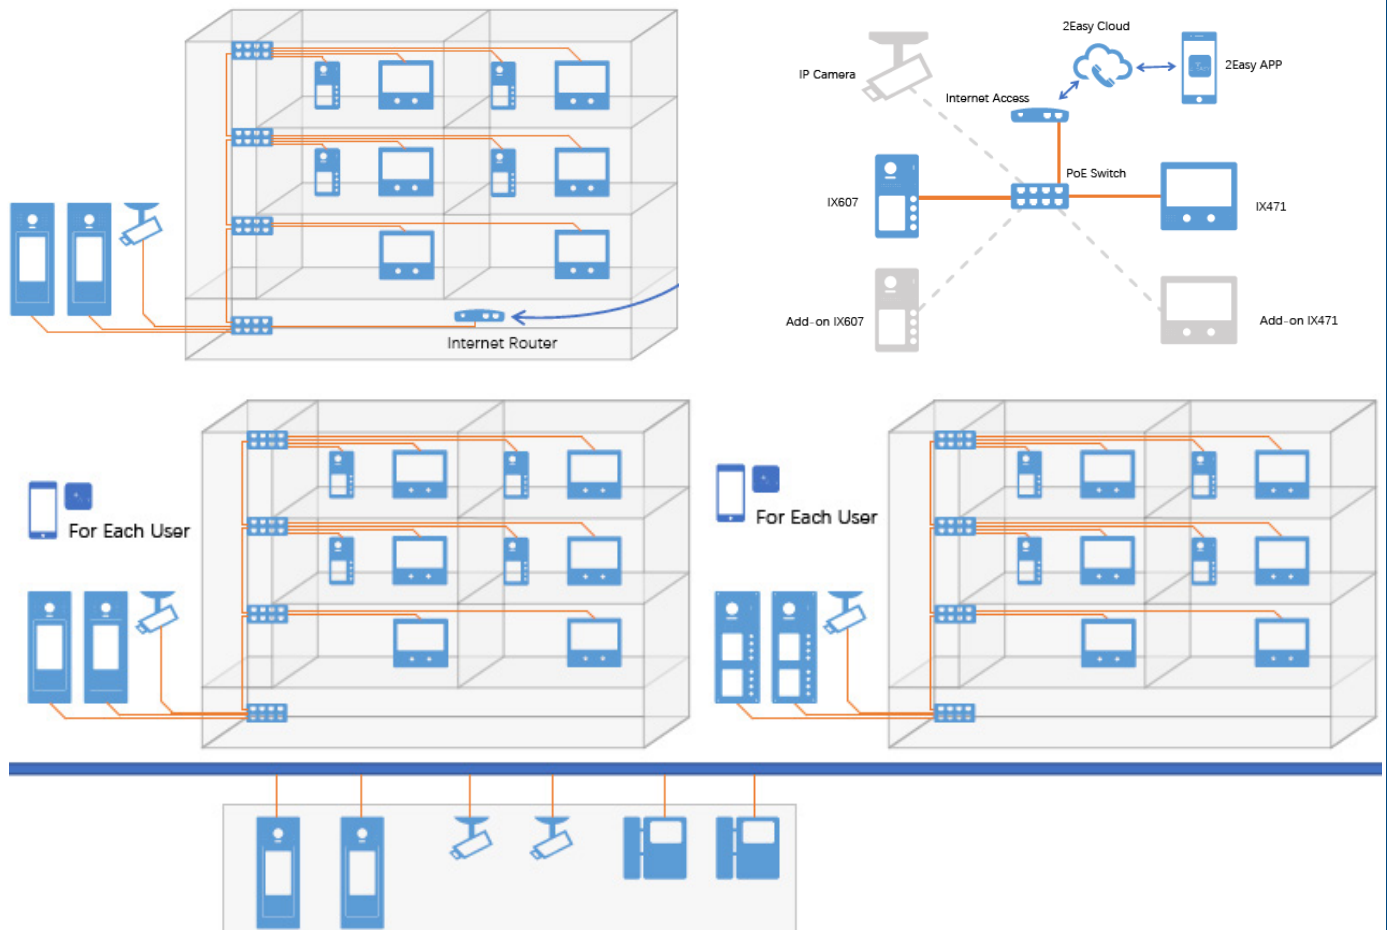 2Easy Cloud
IP Camera
2Easy APP
Internet Access
PoE Switch
IX607
IX471
Add-on IX607
Add-on IX471
Internet Router
For Each User
For Each User